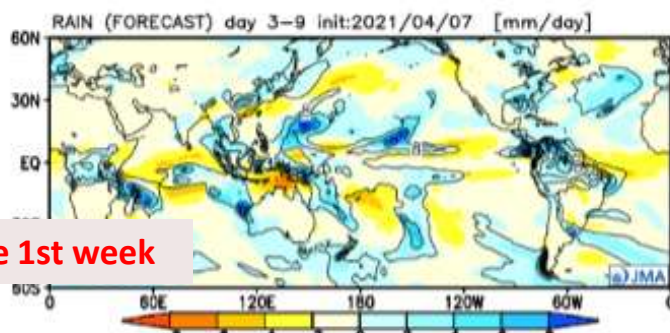 RAIN (FORECAST) day 3-9 init:2021/04/07 [mm/day]
60N
30N
EQ
8
e 1st week
JMA
60S
0 60E 120E 180 120W 60W